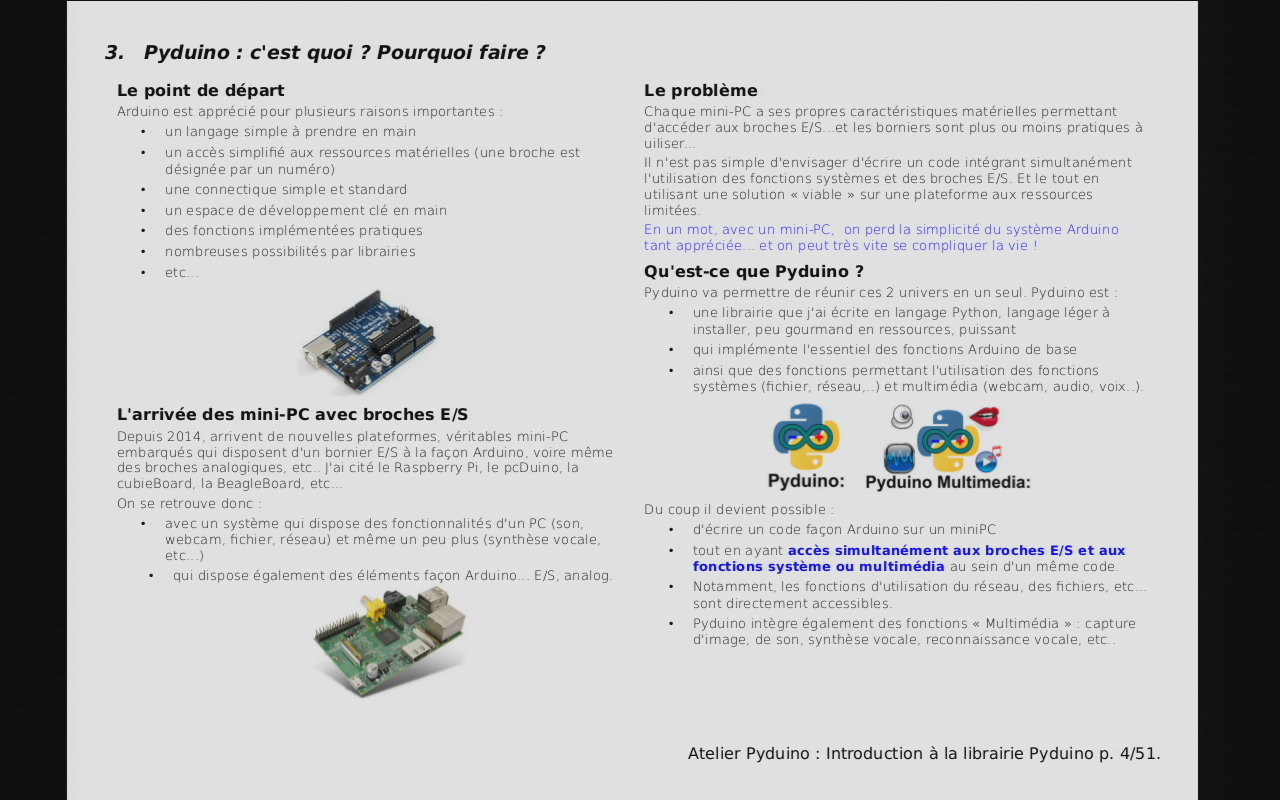 3. Pyduino : c'est quoi ? Pourquoi faire ?
Le point de départ
Arduino est apprécié pour plusieurs raisons importantes :
• un langage simple à prendre en main
• un accès simplifié aux ressources matérielles (une broche est
désignée par un numéro)
• une connectique simple et standard
• un espace de développement clé en main
• des fonctions implémentées pratiques
• nombreuses possibilités par librairies
• etc...
L'arrivée des mini-PC avec broches E/S
Depuis 2014, arrivent de nouvelles plateformes, véritables mini-PC
embarqués qui disposent d'un bornier E/S à la façon Arduino, voire même
des broches analogiques, etc.. J'ai cité le Raspberry Pi, le pcDuino, la
cubieBoard, la BeagleBoard, etc...
On se retrouve donc :
• avec un système qui dispose des fonctionnalités d'un PC (son,
webcam, fichier, réseau) et même un peu plus (synthèse vocale,
etc...)
• qui dispose également des éléments façon Arduino... E/S, analog.
Le problème
Chaque mini-PC a ses propres caractéristiques matérielles permettant
d'accéder aux broches E/S...et les borniers sont plus ou moins pratiques à
uiliser...
Il n'est pas simple d'envisager d'écrire un code intégrant simultanément
l'utilisation des fonctions systèmes et des broches E/S. Et le tout en
utilisant une solution « viable » sur une plateforme aux ressources
limitées.
En un mot, avec un mini-PC, on perd la simplicité du système Arduino
tant appréciée... et on peut très vite se compliquer la vie !
Qu'est-ce que Pyduino ?
Pyduino va permettre de réunir ces 2 univers en un seul. Pyduino est :
• une librairie que j'ai écrite en langage Python, langage léger à
installer, peu gourmand en ressources, puissant
• qui implémente l'essentiel des fonctions Arduino de base
• ainsi que des fonctions permettant l'utilisation des fonctions
systèmes (fichier, réseau,..) et multimédia (webcam, audio, voix..).
Pyduino: Pyduino Multimedia:
Du coup il devient possible :
• d'écrire un code façon Arduino sur un miniPC
• tout en ayant accès simultanément aux broches E/S et aux
fonctions système ou multimédia au sein d'un même code.
• Notamment, les fonctions d'utilisation du réseau, des fichiers, etc...
sont directement accessibles.
• Pyduino intègre également des fonctions « Multimédia » : capture
d'image, de son, synthèse vocale, reconnaissance vocale, etc..
Atelier Pyduino : Introduction à la librairie Pyduino p. 4/51.